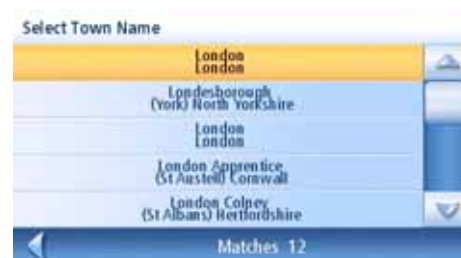 Select Town Name
London
London
Londesborough
(York) North Yorkshire
London
London
London Apprentice
(St Austell) Cornwall
London Colney
(St Albans) Hertfordshire
Matches 12